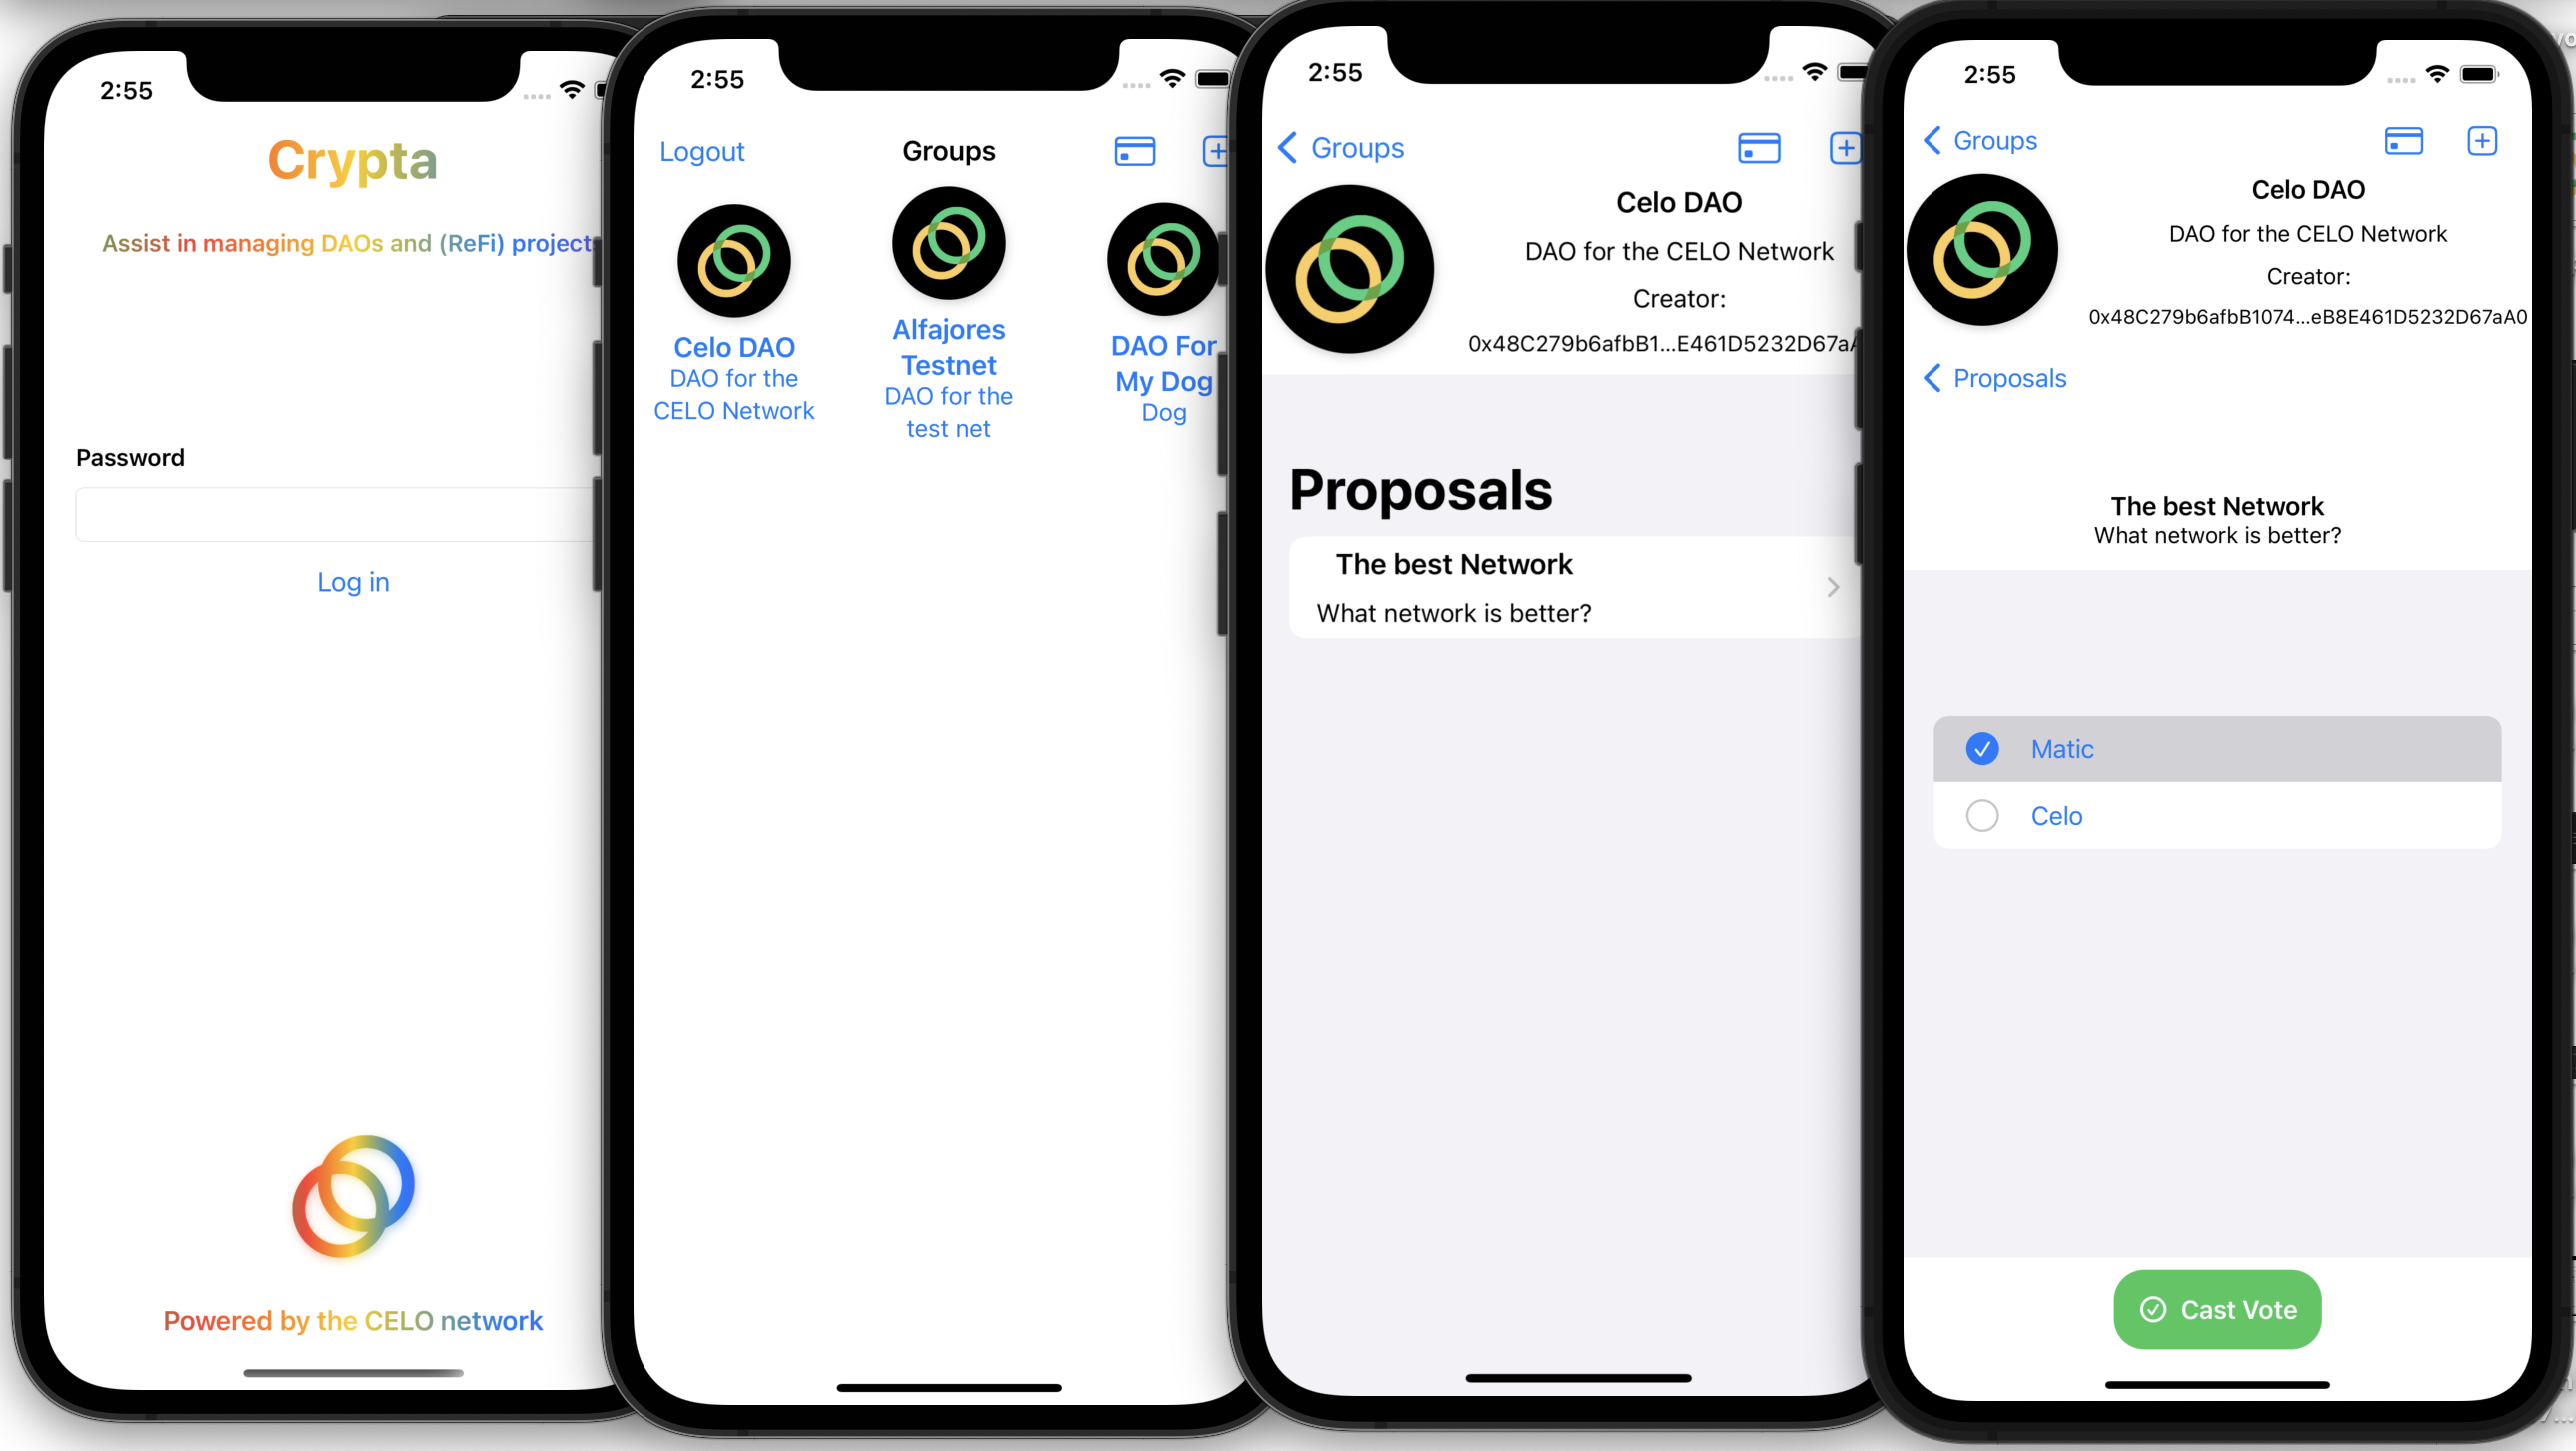 2:55
Crypta
Assist in managing DAOs and (ReFi) project
Password
Log in
Powered by the CELO network
2:55
Logout
Groups
Celo DAO
DAO for the
CELO Network
Alfajores
Testnet
DAO for the
test net
DAO For
My Dog
Dog
2:55
Groups
Celo DAO
DAO for the CELO Network
Creator:
0x48C279b6afbB1...E461D5232D67aA
Proposals
The best Network
What network is better?
2:55
Groups
Celo DAO
DAO for the CELO Network
Creator:
0x48C279b6afbB1074...eB8E461D5232D67aA0
Proposals
The best Network
What network is better?
Matic
Celo
Cast Vote